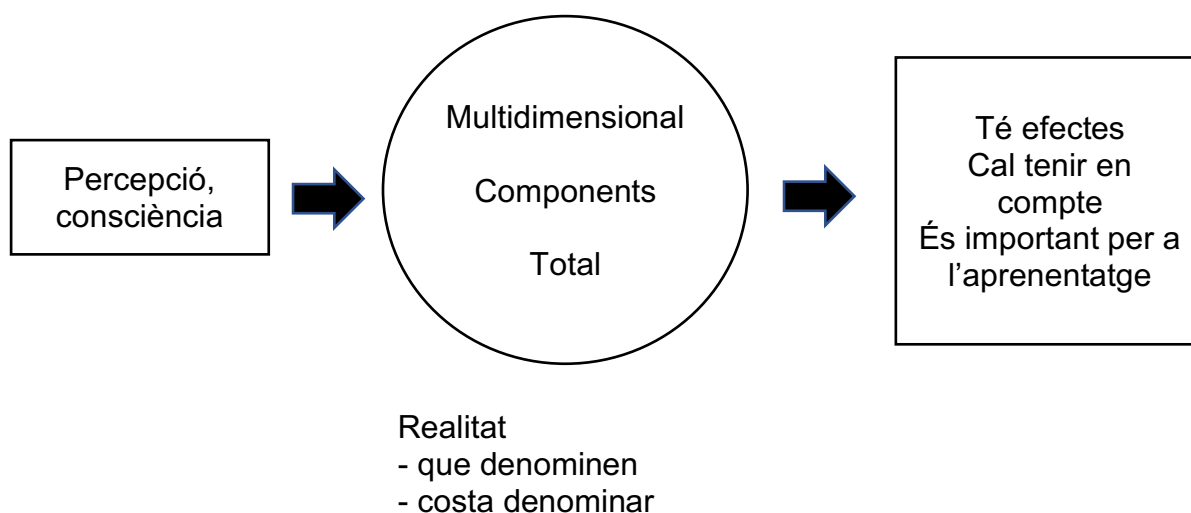 Percepció,
consciència
Multidimensional
Components
Total
Té efectes
Cal tenir en
compte
És important per a
l’aprenentatge
Realitat
- que denominen
- costa denominar